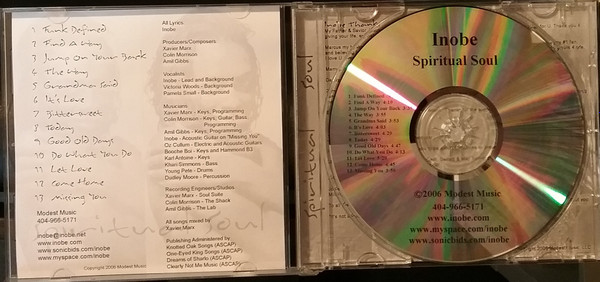 1 Funk Defined
2 Find a Way
3 Jump On Your Back
4 The Way
5 Grandma Said
6 It's Love
7 Bittersweet
8 Today
9 Good Old Days
10 Do What You Do
11 Let Love
12 Come Home
13 Missing You
Modest Music
404-966-5171
inobe@inobe.net
www.inobe.com
www.sonicbids.com/inobe
www.myspace.com/inobe
Copyright 2006 Modest Music
All Lyrics
Inobe
Producers/Composers
Xavier Marx
Colin Morrison
Amil Gibbs
Vocalists
Inobe - Lead and Background
Victoria Woods - Background
Pamela Small - Background
Musicians
Xavier Marx - Keys, Programming
Colin Morrison - Keys, Guitar, Bass,
Programming
Amil Gibbs - Keys, Programming
Inobe - Acoustic Guitar on "Missing You"
Oz Cullum - Electric and Acoustic Guitars
Booche Boi - Keys and Hammond B3
Karl Antoine - Keys
Khari Simmons - Bass
Young Pete - Drums
Dudley Moore - Percussion
Recording Engineers/Studios
Xavier Marx - Soul Suite
Colin Morrison - The Shack
Amil Gibbs - The Lab
All songs mixed by
Xavier Marx
Publishing Administered by
Knotted Oak Songs (ASCAP)
One-Eyed King Songs (ASCAP)
Dreams of Sharlo (ASCAP)
Clearly Not Me Music (ASCAP)
spiritual soul
spiritual soul
Inobe
Spiritual Soul
1. Funk Defined
2. Find A Way 4:15
3. Jump On Your Back
4. The Way
5. Grandma Said
6. It's Love
7. Bittersweet
8. Today
9. Good Old Days
10. Do What You Do
11. Let Love
12. Come Home
13. Missing You
©2006 Modest Music
404-966-5171
www.inobe.com
www.myspace.com/inobe
www.sonicbids.com/inobe